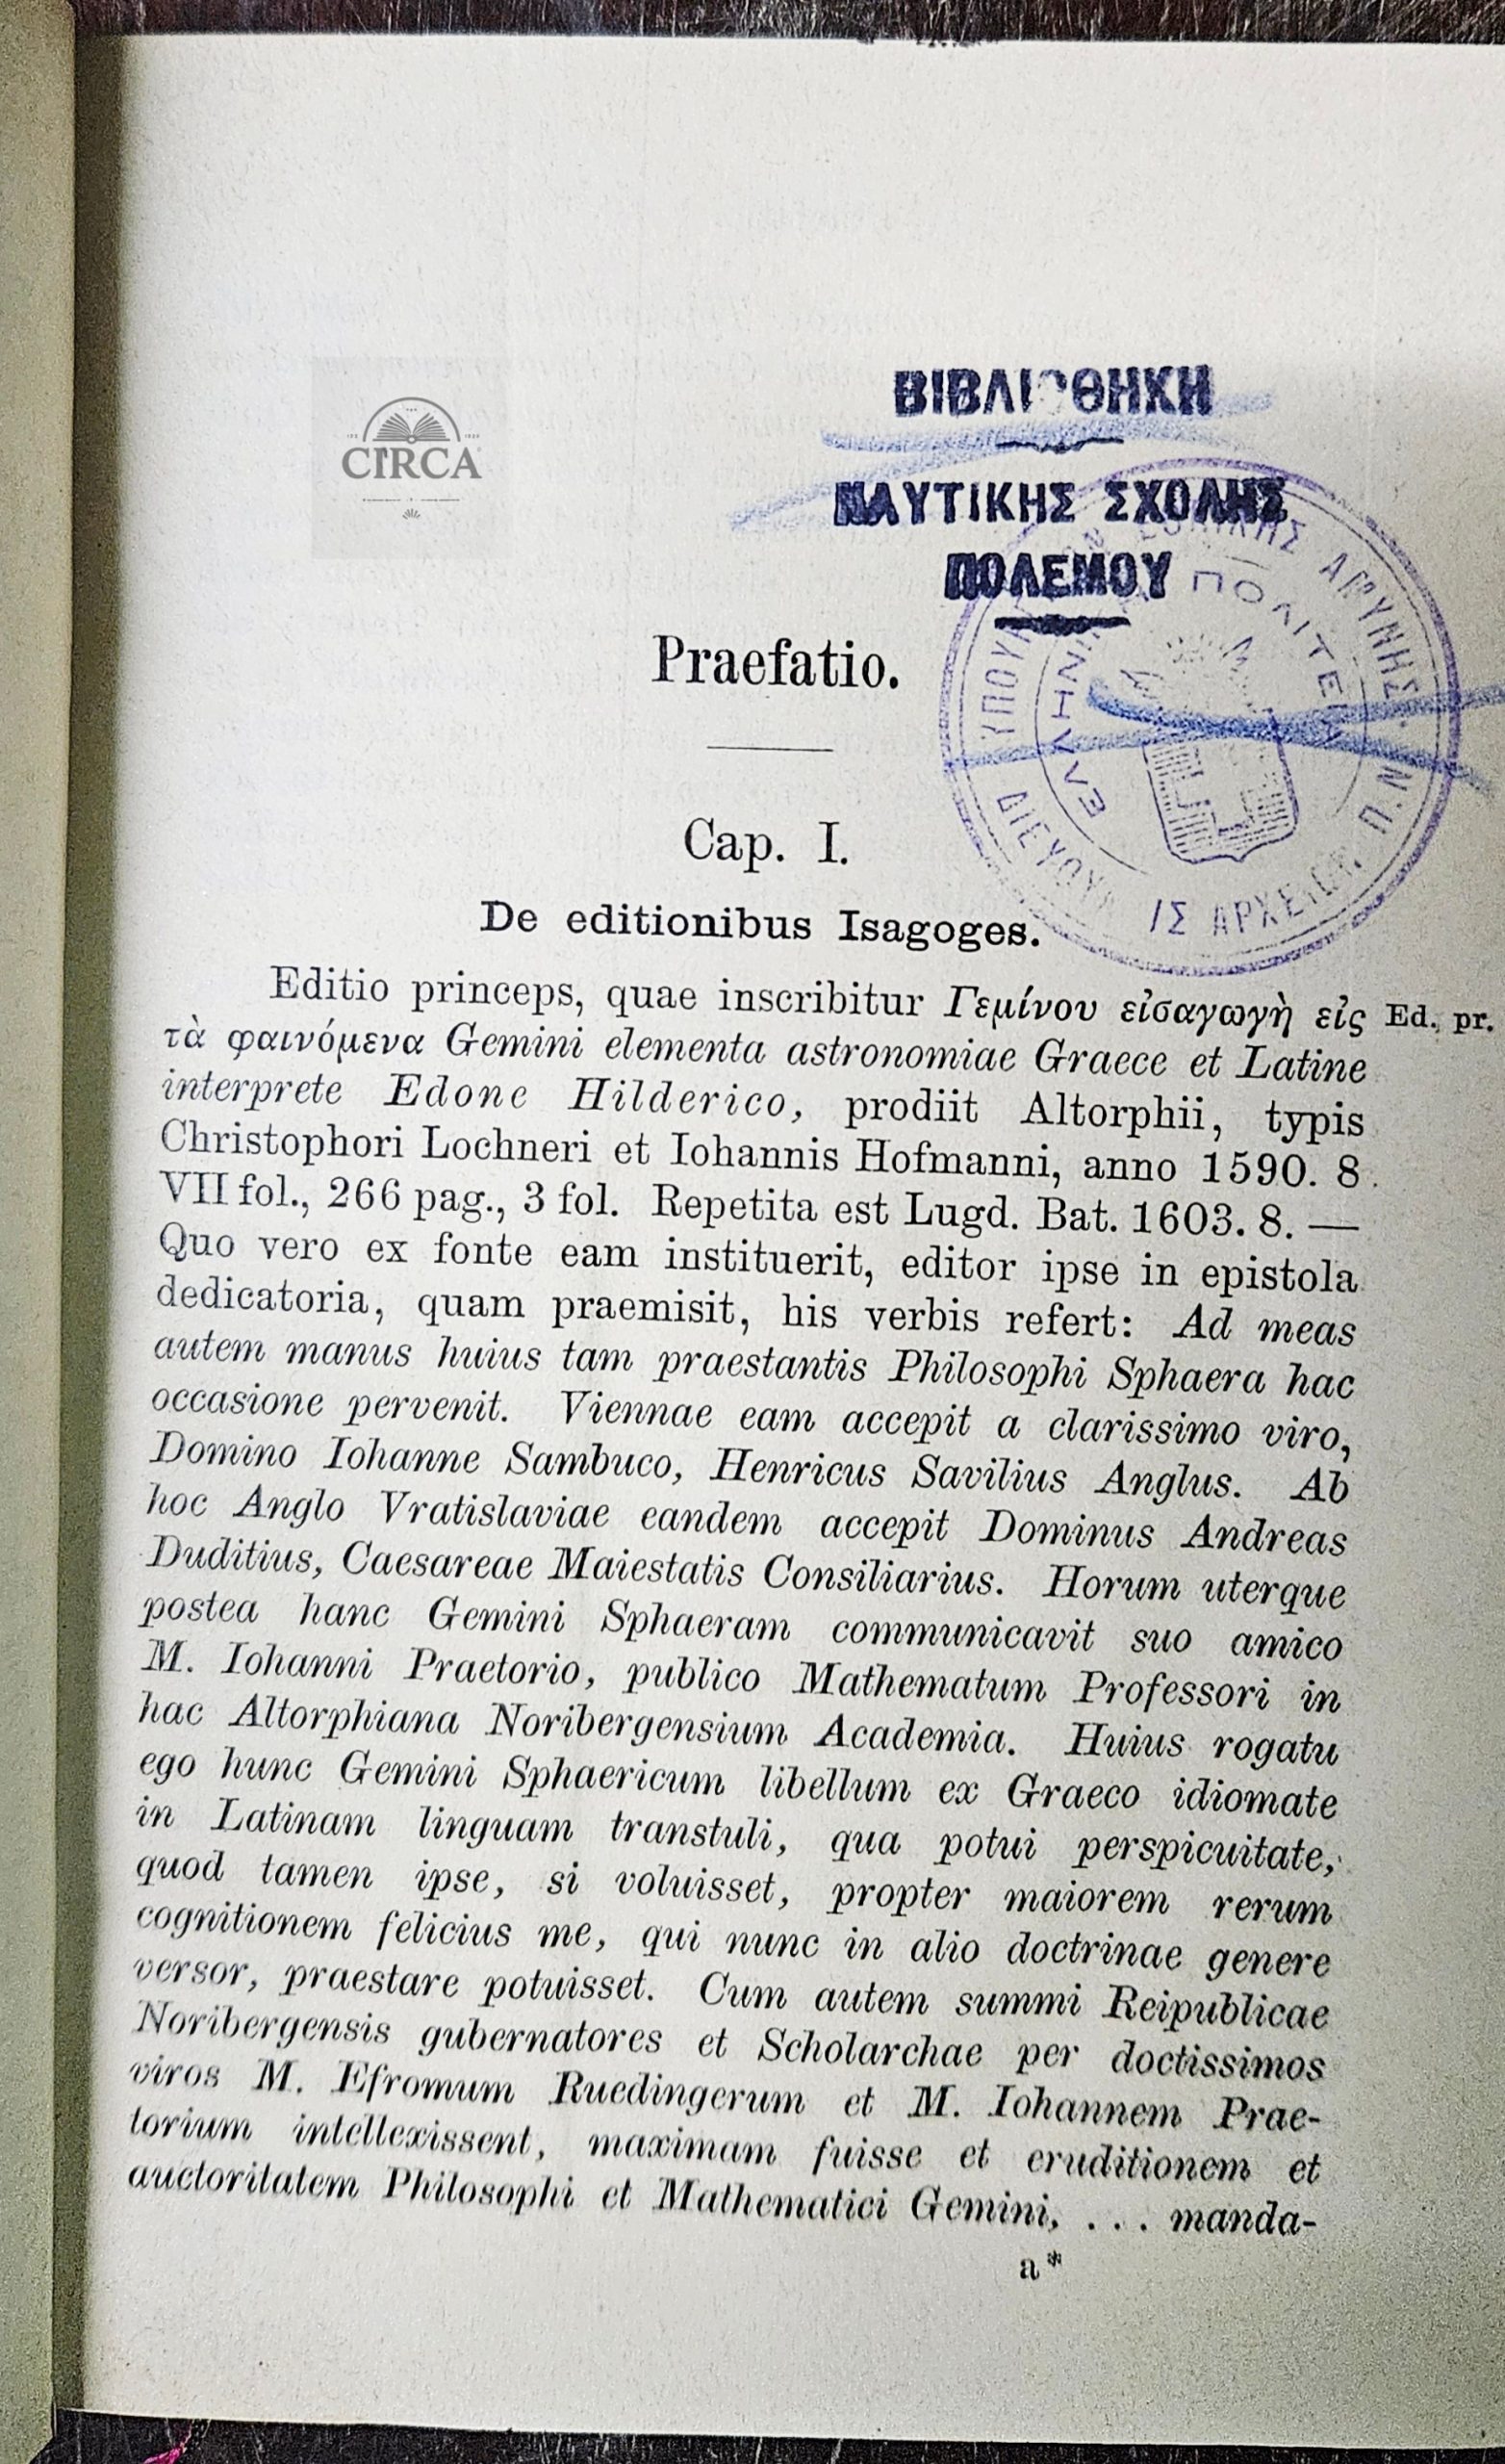 CIRCA
ΒΙΒΛΙΟΘΗΚΗ
ΝΑΥΤΙΚΗΣ ΣΧΟΛΗΣ
ΠΟΛΕΜΟΥ
ΑΜΥΝΗΣ
ΠΟΛΙΤΕΙΑ
ΙΣ ΑΡΧΕΙΩΝ Π.Ν
Praefatio.
Cap. I.
De editionibus Isagoges.
Editio princeps, quae inscribitur Γεμίνου εἰσαγωγὴ εἰς Ed. pr.
τὰ φαινόμενα Gemini elementa astronomiae Graece et Latine
interprete Edone Hilderico, prodiit Altorphii, typis
Christophori Lochneri et Iohannis Hofmanni, anno 1590. 8.
VII fol., 266 pag., 3 fol. Repetita est Lugd. Bat. 1603. 8. —
Quo vero ex fonte eam instituerit, editor ipse in epistola
dedicatoria, quam praemisit, his verbis refert: Ad meas
autem manus huius tam praestantis Philosophi Sphaera hac
occasione pervenit. Viennae eam accepit a clarissimo viro,
Domino Iohanne Sambuco, Henricus Savilius Anglus. Ab
hoc Anglo Vratislaviae eandem accepit Dominus Andreas
Duditius, Caesareae Maiestatis Consiliarius. Horum uterque
postea hanc Gemini Sphaeram communicavit suo amico
M. Iohanni Praetorio, publico Mathematum Professori in
hac Altorphiana Noribergensium Academia. Huius rogatu
ego hunc Gemini Sphaericum libellum ex Graeco idiomate
in Latinam linguam transtuli, qua potui perspicuitate,
quod tamen ipse, si voluisset, propter maiorem rerum
cognitionem felicius me, qui nunc in alio doctrinae genere
versor, praestare potuisset. Cum autem summi Reipublicae
Noribergensis gubernatores et Scholarchae per doctissimos
viros M. Efromum Ruedingerum et M. Iohannem Prae-
torium intellexissent, maximam fuisse et eruditionem et
auctoritatem Philosophi et Mathematici Gemini, . . . manda-
a*